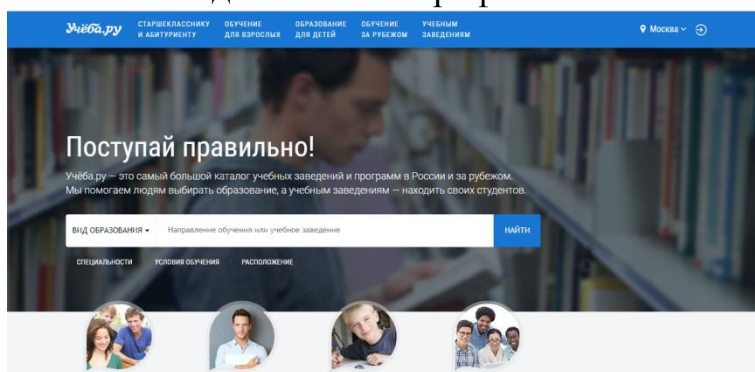 Учёба.ру
СТАРШЕКЛАССНИКУ И АБИТУРИЕНТУ
ОБУЧЕНИЕ ДЛЯ ВЗРОСЛЫХ
ОБРАЗОВАНИЕ ДЛЯ ДЕТЕЙ
ОБУЧЕНИЕ ЗА РУБЕЖОМ
УЧЕБНЫМ ЗАВЕДЕНИЯМ
Москва
Поступай правильно!
Учёба.ру — это самый большой каталог учебных заведений и программ в России и за рубежом.
Мы помогаем людям выбирать образование, а учебным заведениям — находить своих студентов.
ВИД ОБРАЗОВАНИЯ
Направление обучения или учебное заведение
НАЙТИ
СПЕЦИАЛЬНОСТИ
УСЛОВИЯ ОБУЧЕНИЯ
РАСПОЛОЖЕНИЕ